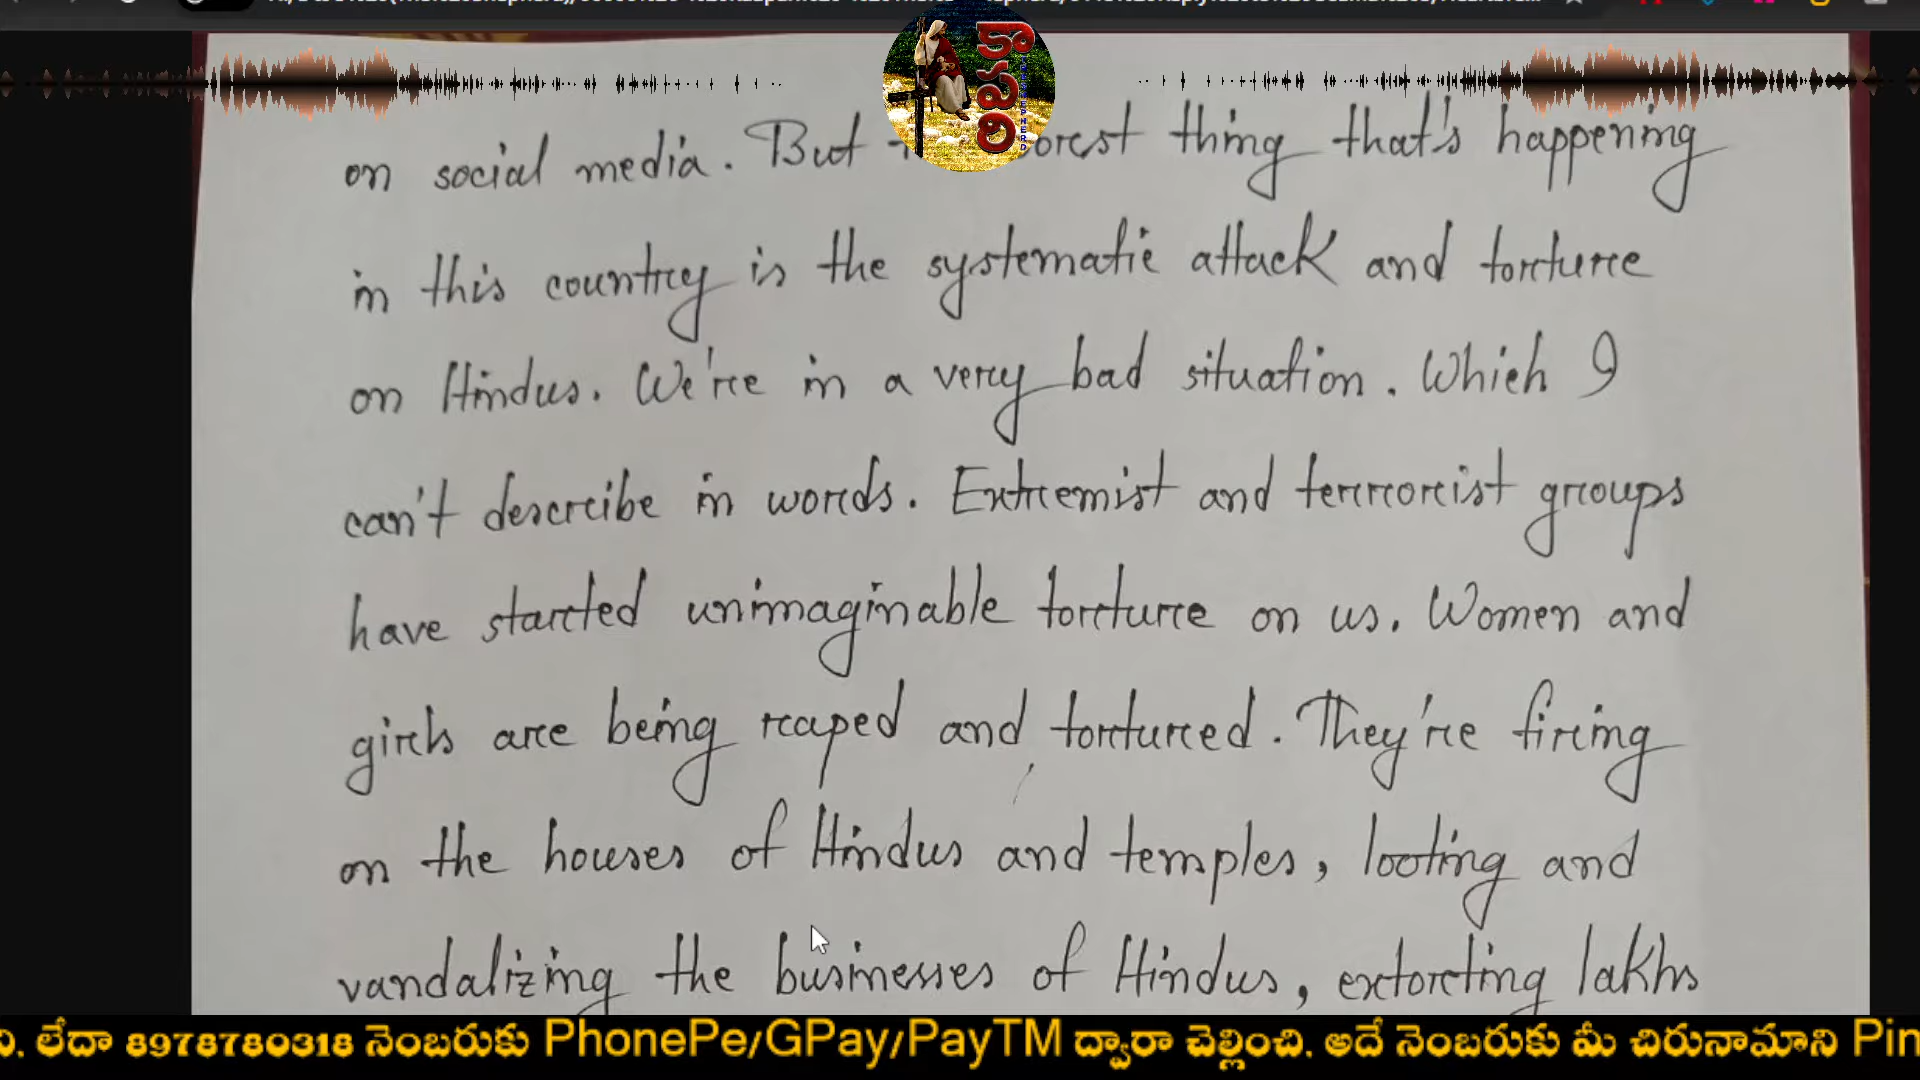 కాపరి
on social media. But worst thing that's happening
in this country is the systematic attack and torture
on Hindus. We're in a very bad situation. Which I
can't describe in words. Extremist and terrorist groups
have started unimaginable torture on us. Women and
girls are being raped and tortured. They're firing
on the houses of Hindus and temples, looting and
vandalizing the businesses of Hindus, extorting lakhs
ని. లేదా 8978780318 నెంబరుకు PhonePe/GPay/PayTM ద్వారా చెల్లించి. అదే నెంబరుకు మీ చిరునామాని Pin